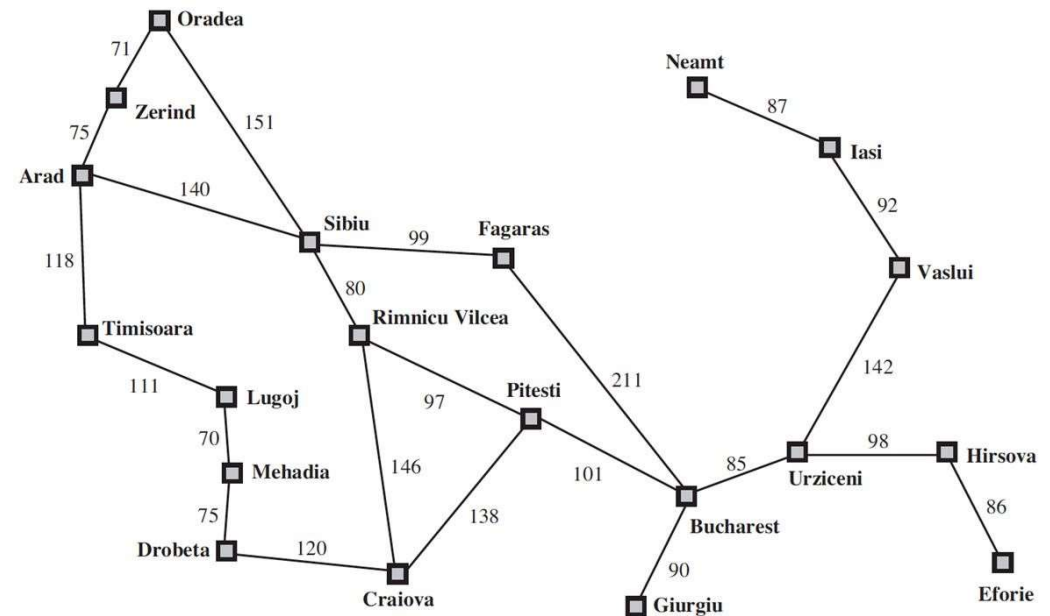 Oradea
71
Neamt
Zerind
87
151
75
Iasi
Arad
140
92
Sibiu
Fagaras
99
118
Vaslui
80
Timisoara
Rimnicu Vilcea
142
111
211
Lugoj
Pitesti
97
70
98
Hirsova
146
85
Mehadia
101
Urziceni
86
138
75
Bucharest
Drobeta
120
90
Craiova
Giurgiu
Eforie